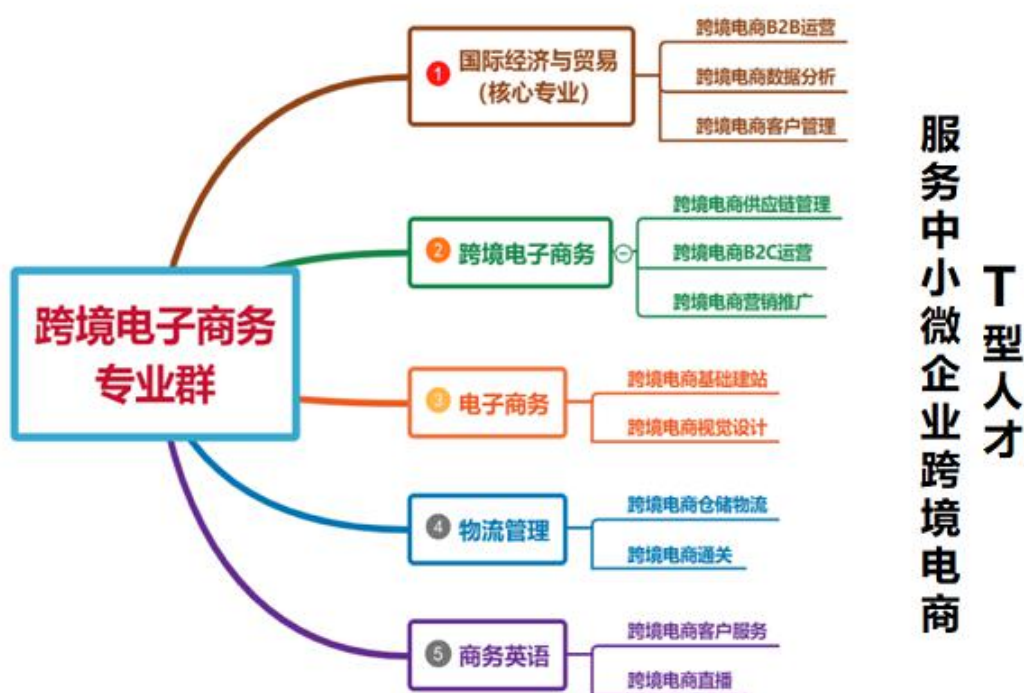 跨境电子商务
专业群
1
国际经济与贸易
（核心专业）
跨境电商B2B运营
跨境电商数据分析
跨境电商客户管理
2
跨境电子商务
跨境电商供应链管理
跨境电商B2C运营
跨境电商营销推广
3
电子商务
跨境电商基础建站
跨境电商视觉设计
4
物流管理
跨境电商仓储物流
跨境电商通关
5
商务英语
跨境电商客户服务
跨境电商直播
服务中小微企业跨境电商
T型人才